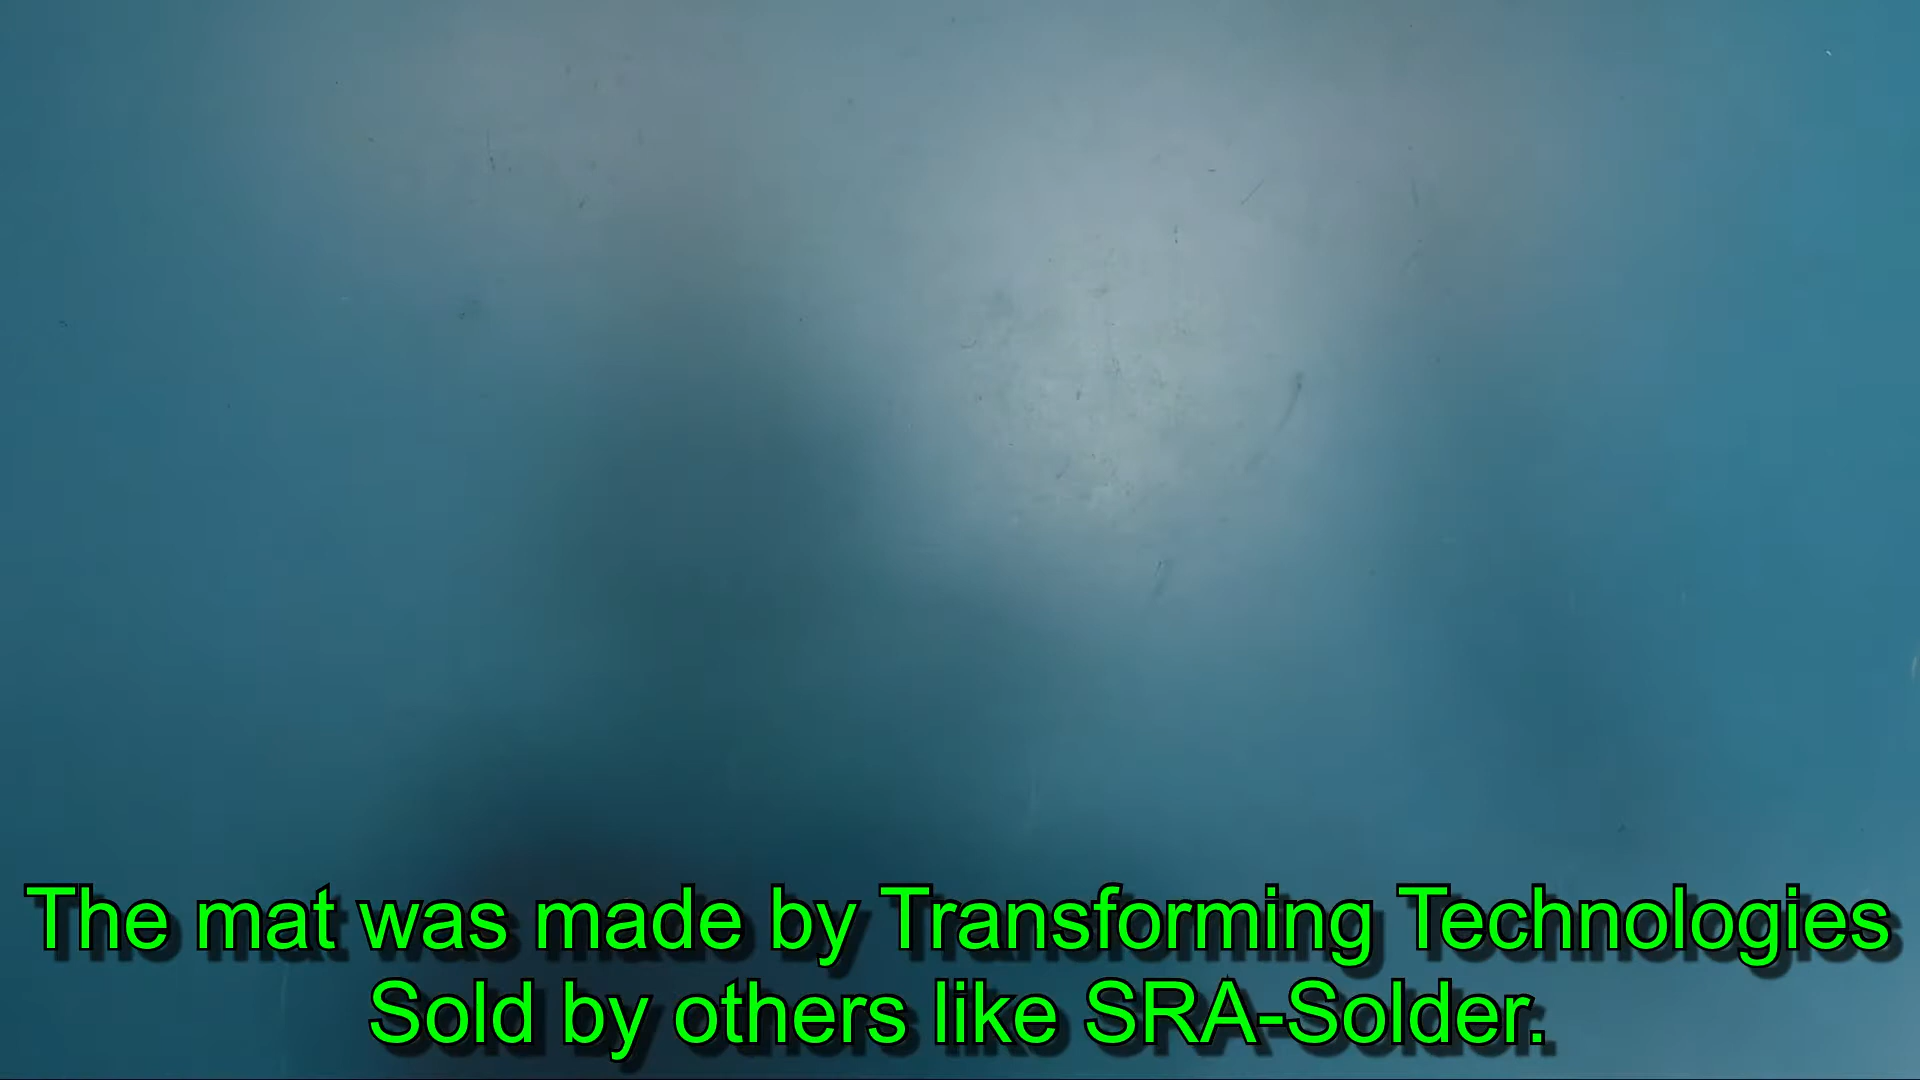 The mat was made by Transforming Technologies
Sold by others like SRA-Solder.